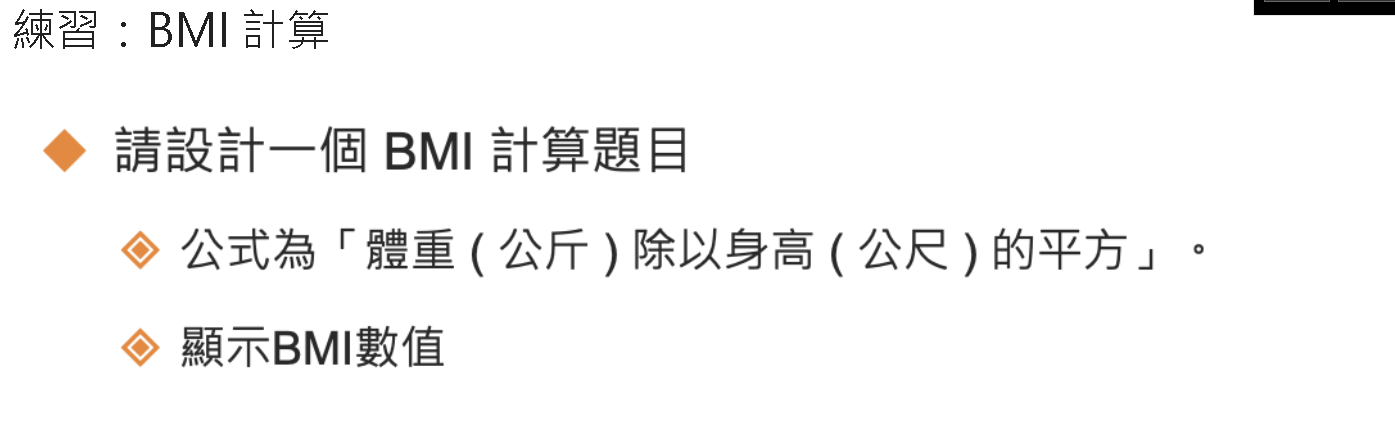 練習：BMI 計算
請設計一個 BMI 計算題目
公式為「體重 ( 公斤 ) 除以身高 ( 公尺 ) 的平方」。
顯示BMI數值